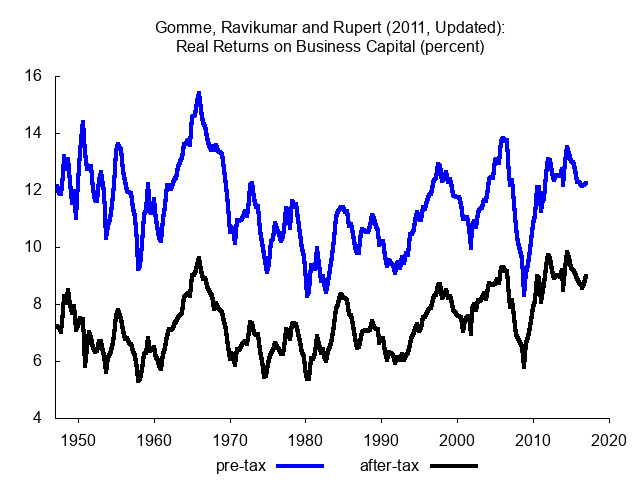 Gomme, Ravikumar and Rupert (2011, Updated):
Real Returns on Business Capital (percent)
16
14
12
10
8
6
4
1950 1960 1970 1980 1990 2000 2010 2020
pre-tax after-tax